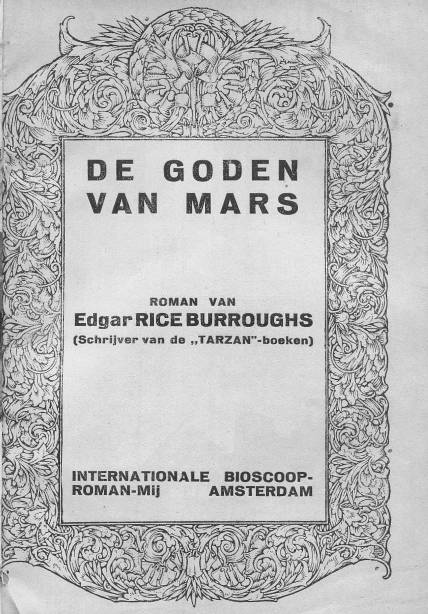 DE GODEN
VAN MARS
ROMAN VAN
Edgar RICE BURROUGHS
(Schrijver van de „TARZAN"-boeken)
INTERNATIONALE BIOSCOOP-
ROMAN-Mij AMSTERDAM